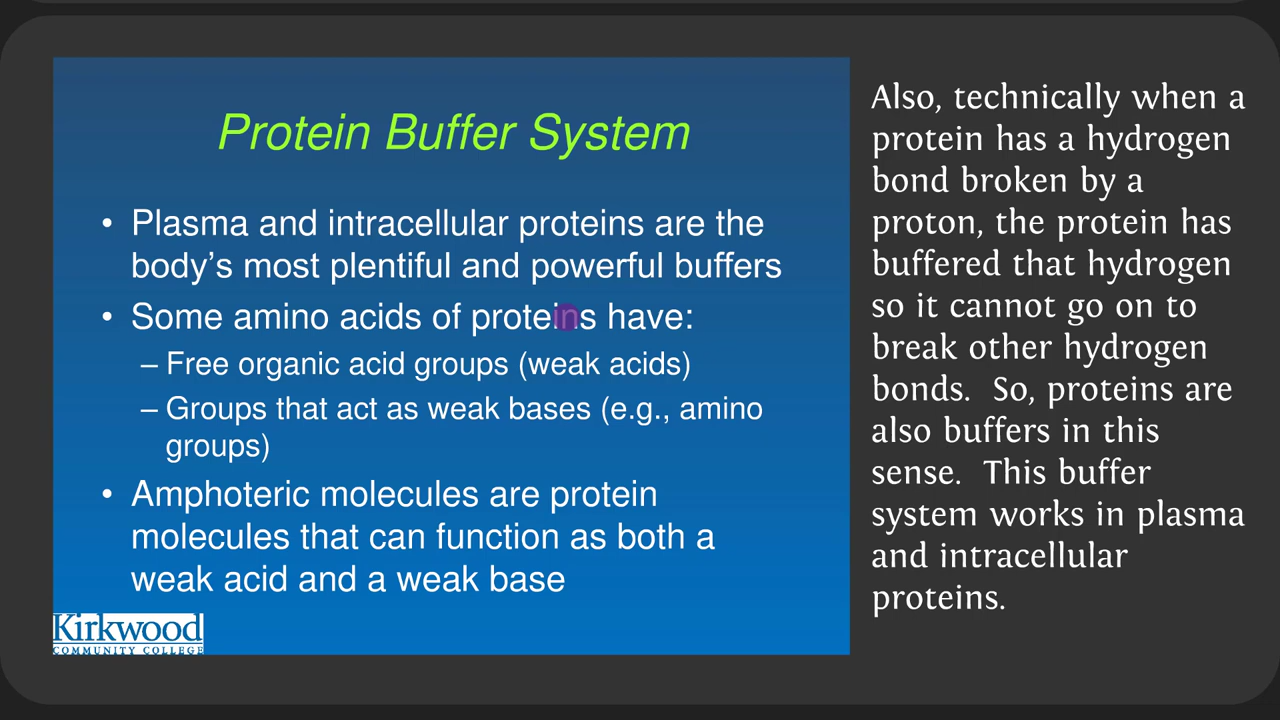 Protein Buffer System
• Plasma and intracellular proteins are the
body’s most plentiful and powerful buffers
• Some amino acids of proteins have:
– Free organic acid groups (weak acids)
– Groups that act as weak bases (e.g., amino
groups)
• Amphoteric molecules are protein
molecules that can function as both a
weak acid and a weak base
Kirkwood
COMMUNITY COLLEGE
Also, technically when a
protein has a hydrogen
bond broken by a
proton, the protein has
buffered that hydrogen
so it cannot go on to
break other hydrogen
bonds.  So, proteins are
also buffers in this
sense.  This buffer
system works in plasma
and intracellular
proteins.